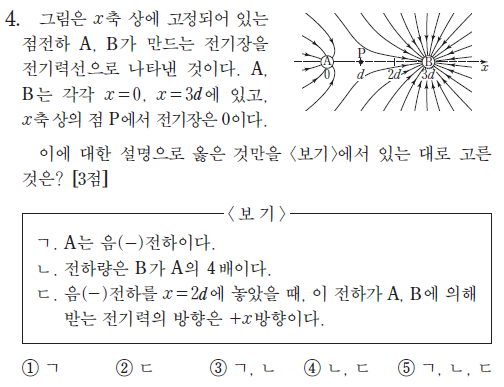 4. 그림은 x축 상에 고정되어 있는
점전하 A, B가 만드는 전기장을
전기력선으로 나타낸 것이다. A,
B는 각각 x=0, x=3d에 있고,
x축 상의 점 P에서 전기장은 0이다.
A P B
0 d 2d 3d x
이에 대한 설명으로 옳은 것만을 <보기>에서 있는 대로 고른
것은? [3점]
<보 기>
ㄱ. A는 음(-)전하이다.
ㄴ. 전하량은 B가 A의 4배이다.
ㄷ. 음(-)전하를 x=2d에 놓았을 때, 이 전하가 A, B에 의해
받는 전기력의 방향은 +x방향이다.
① ㄱ ② ㄷ ③ ㄱ, ㄴ ④ ㄴ, ㄷ ⑤ ㄱ, ㄴ, ㄷ